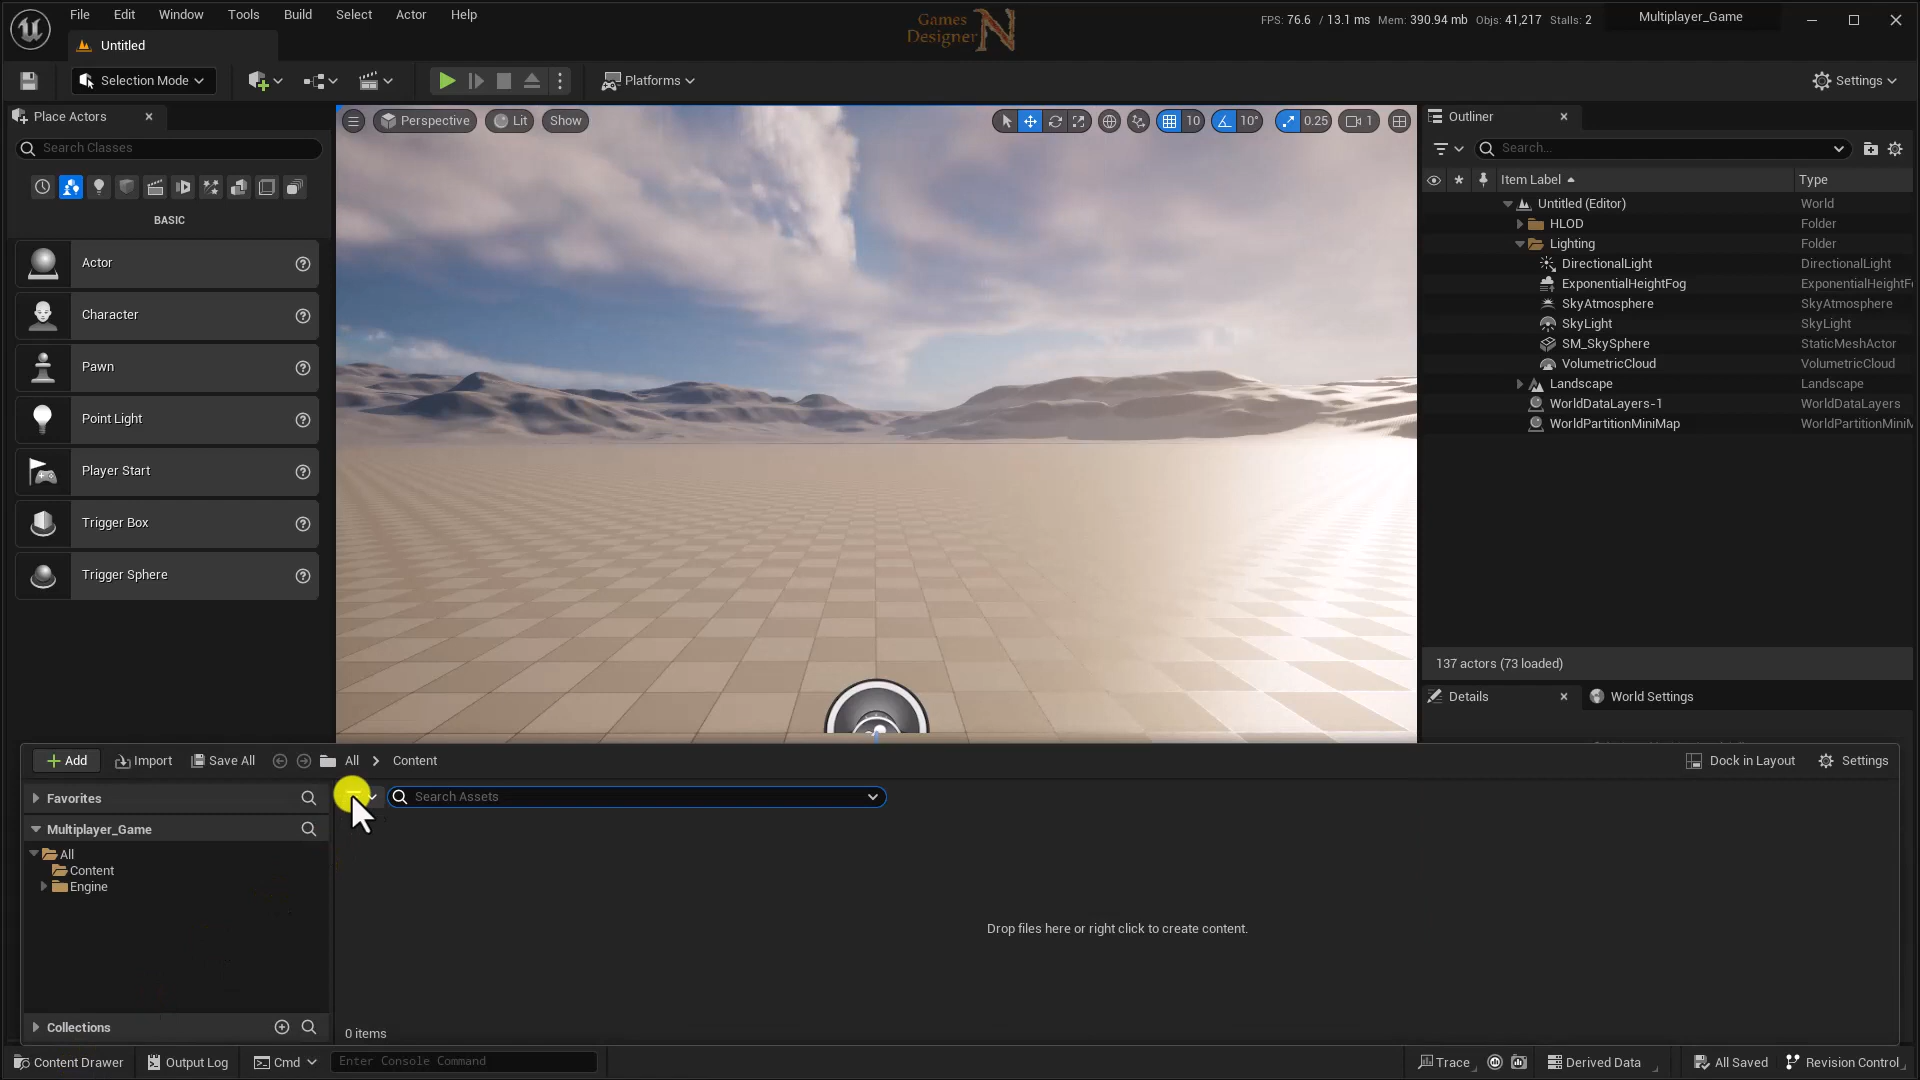 File Edit Window Tools Build Select Actor Help
Games Designer N
FPS: 76.6 / 13.1 ms Mem: 390.94 mb Objs: 41,217 Stalls: 2
Multiplayer_Game
Untitled
Selection Mode
Platforms
Settings
Place Actors
Search Classes
BASIC
Actor
Character
Pawn
Point Light
Player Start
Trigger Box
Trigger Sphere
Perspective Lit Show
10 10° 0.25 1
Outliner
Search...
Item Label Type
Untitled (Editor) World
HLOD Folder
Lighting Folder
DirectionalLight DirectionalLight
ExponentialHeightFog ExponentialHeightF
SkyAtmosphere SkyAtmosphere
SkyLight SkyLight
SM_SkySphere StaticMeshActor
VolumetricCloud VolumetricCloud
Landscape Landscape
WorldDataLayers-1 WorldDataLayers
WorldPartitionMiniMap WorldPartitionMiniM
137 actors (73 loaded)
Details World Settings
Add Import Save All All Content
Dock in Layout Settings
Favorites
Search Assets
Multiplayer_Game
All
Content
Engine
Drop files here or right click to create content.
Collections
0 items
Content Drawer Output Log Cmd Enter Console Command
Trace Derived Data All Saved Revision Control